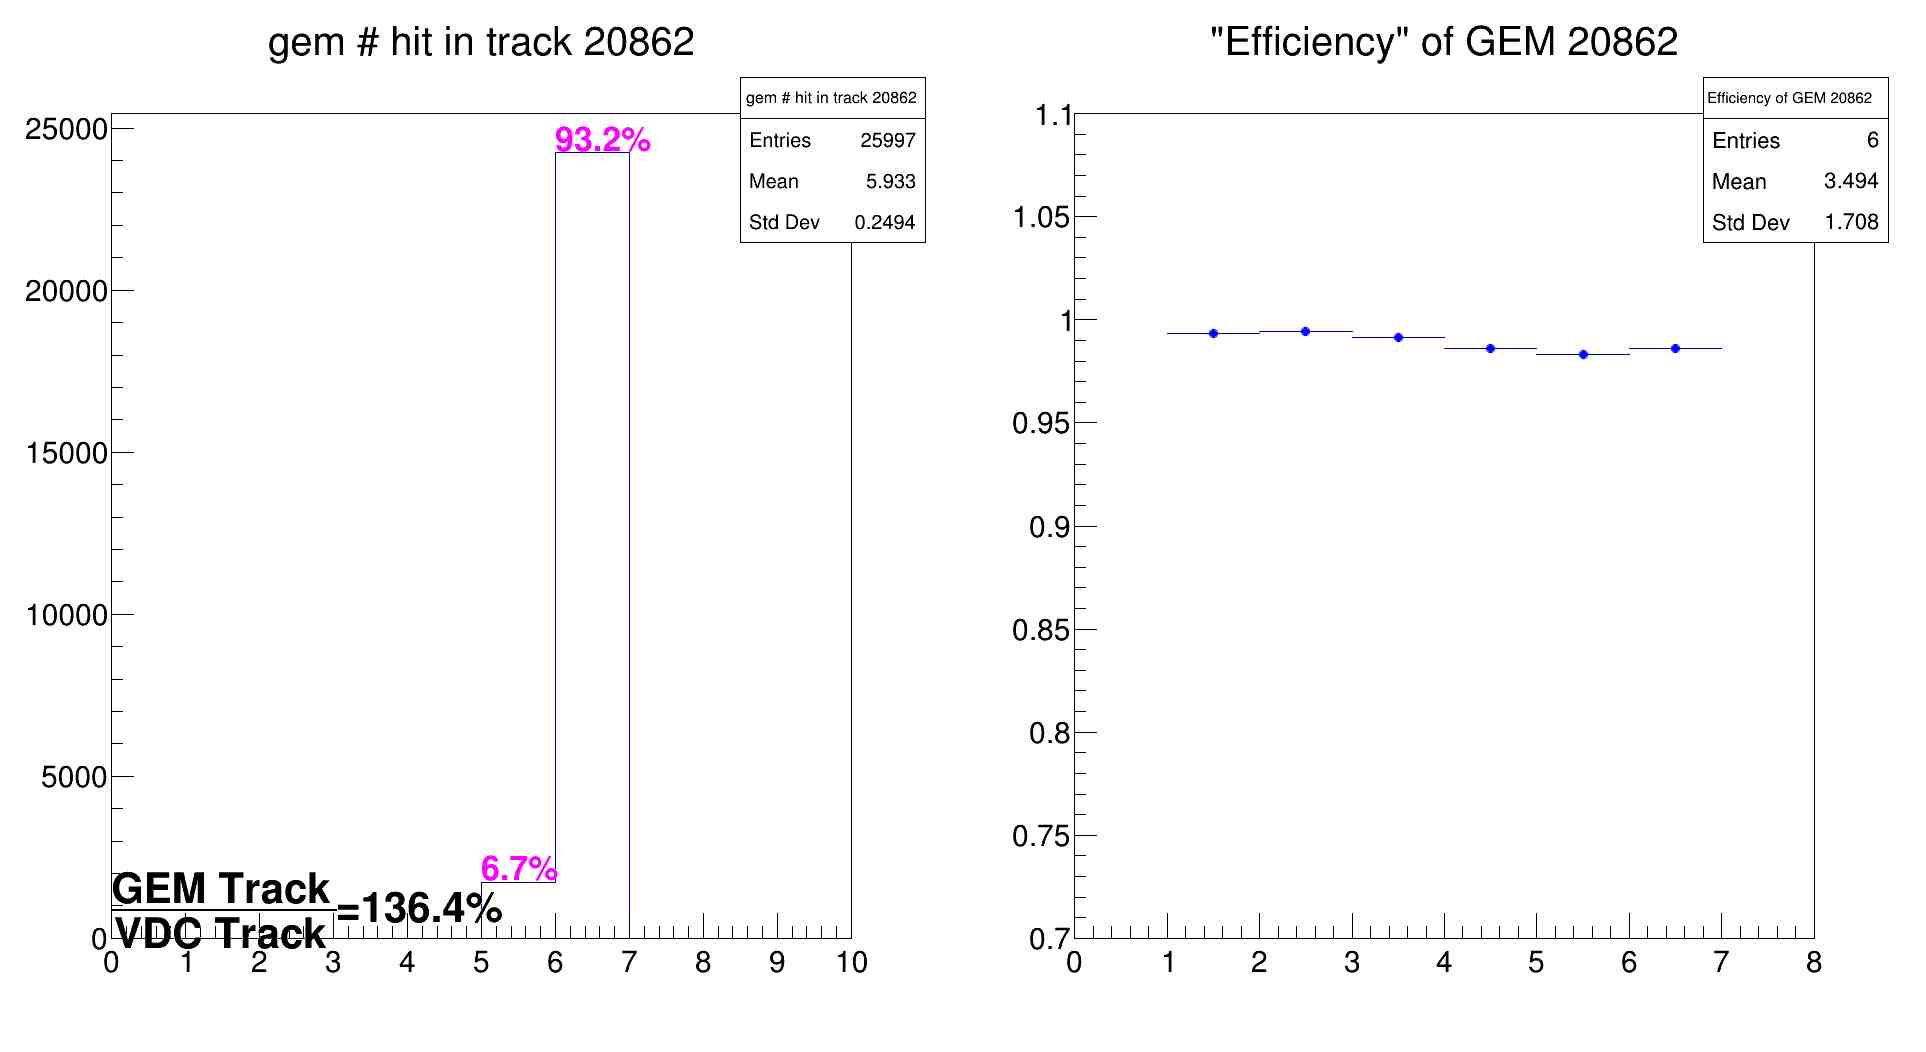 gem # hit in track 20862
gem # hit in track 20862
Entries 25997
Mean 5.933
Std Dev 0.2494
25000
20000
15000
10000
5000
0
93.2%
6.7%
GEM Track
=136.4%
VDC Track
0 1 2 3 4 5 6 7 8 9 10
"Efficiency" of GEM 20862
Efficiency of GEM 20862
Entries 6
Mean 3.494
Std Dev 1.708
1.1
1.05
1
0.95
0.9
0.85
0.8
0.75
0.7
0 1 2 3 4 5 6 7 8